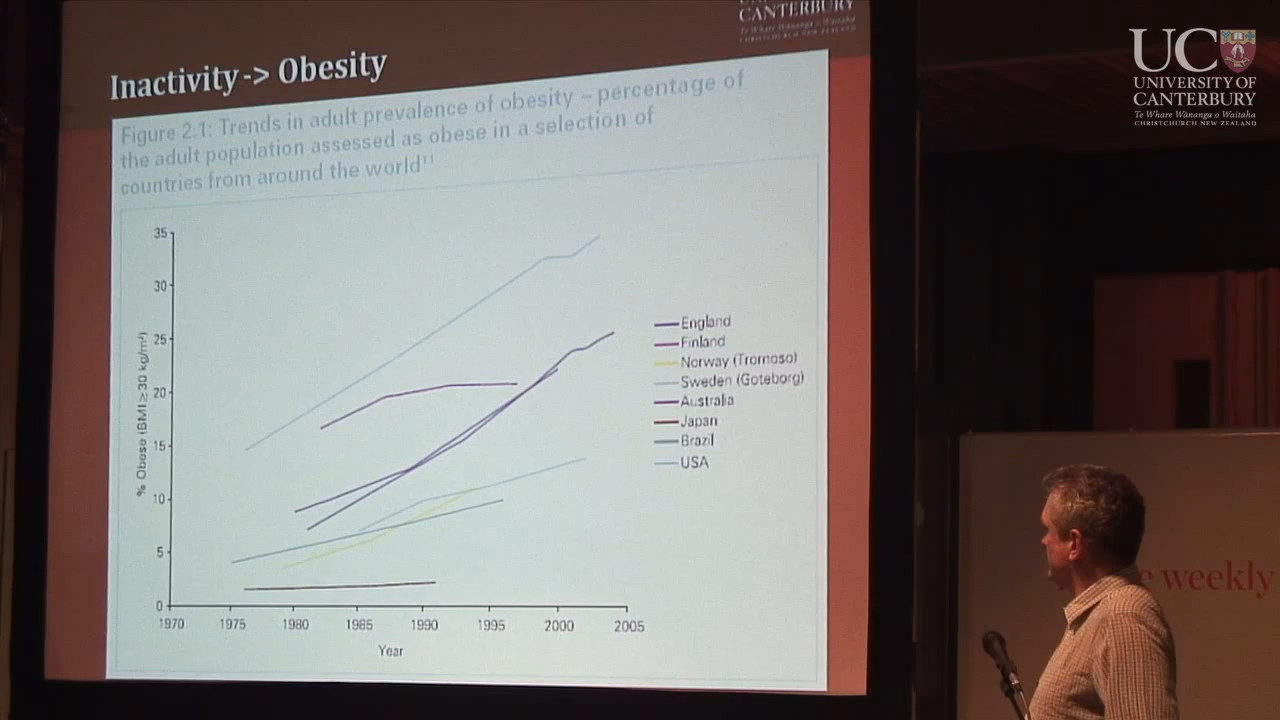 CANTERBURY
Te Whare Wānanga o Waitaha
CHRISTCHURCH NEW ZEALAND
UC
UNIVERSITY OF
CANTERBURY
Te Whare Wānanga o Waitaha
CHRISTCHURCH NEW ZEALAND
Inactivity -> Obesity
Figure 2.1: Trends in adult prevalence of obesity – percentage of
the adult population assessed as obese in a selection of
countries from around the world¹¹
% Obese (BMI ≥30 kg/m²)
35
30
25
20
15
10
5
0
1970 1975 1980 1985 1990 1995 2000 2005
Year
England
Finland
Norway (Tromoso)
Sweden (Goteborg)
Australia
Japan
Brazil
USA
weekly